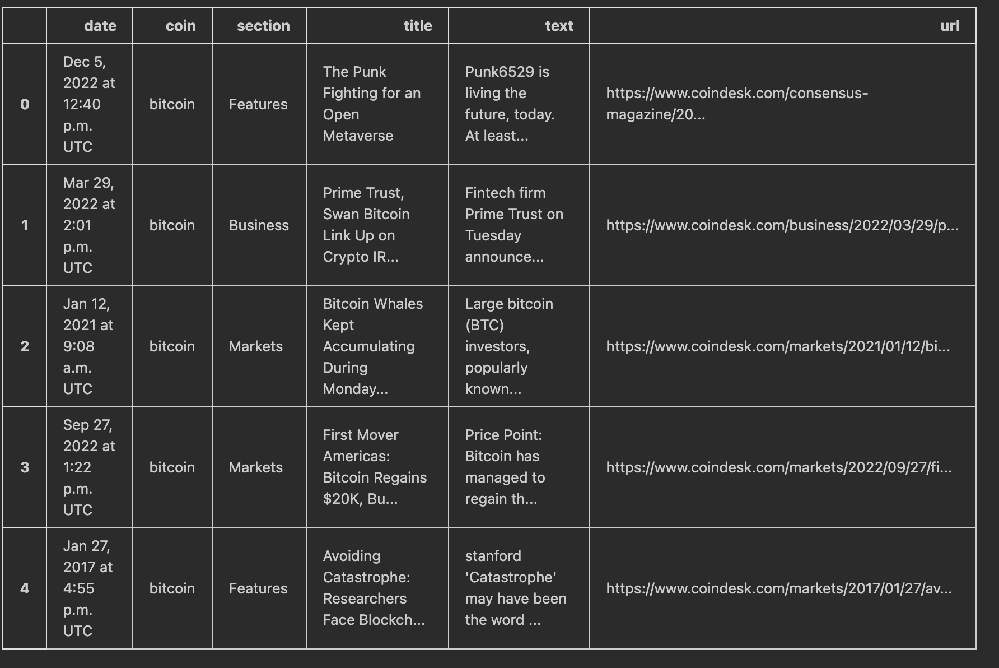 date coin section title text url
0
Dec 5,
2022 at
12:40
p.m.
UTC
bitcoin
Features
The Punk
Fighting for an
Open
Metaverse
Punk6529 is
living the
future, today.
At least...
https://www.coindesk.com/consensus-
magazine/20...
1
Mar 29,
2022 at
2:01
p.m.
UTC
bitcoin
Business
Prime Trust,
Swan Bitcoin
Link Up on
Crypto IR...
Fintech firm
Prime Trust on
Tuesday
announce...
https://www.coindesk.com/business/2022/03/29/p...
2
Jan 12,
2021 at
9:08
a.m.
UTC
bitcoin
Markets
Bitcoin Whales
Kept
Accumulating
During
Monday...
Large bitcoin
(BTC)
investors,
popularly
known...
https://www.coindesk.com/markets/2021/01/12/bi...
3
Sep 27,
2022 at
1:22
p.m.
UTC
bitcoin
Markets
First Mover
Americas:
Bitcoin Regains
$20K, Bu...
Price Point:
Bitcoin has
managed to
regain th...
https://www.coindesk.com/markets/2022/09/27/fi...
4
Jan 27,
2017 at
4:55
p.m.
UTC
bitcoin
Features
Avoiding
Catastrophe:
Researchers
Face Blockch...
stanford
'Catastrophe'
may have been
the word ...
https://www.coindesk.com/markets/2017/01/27/av...